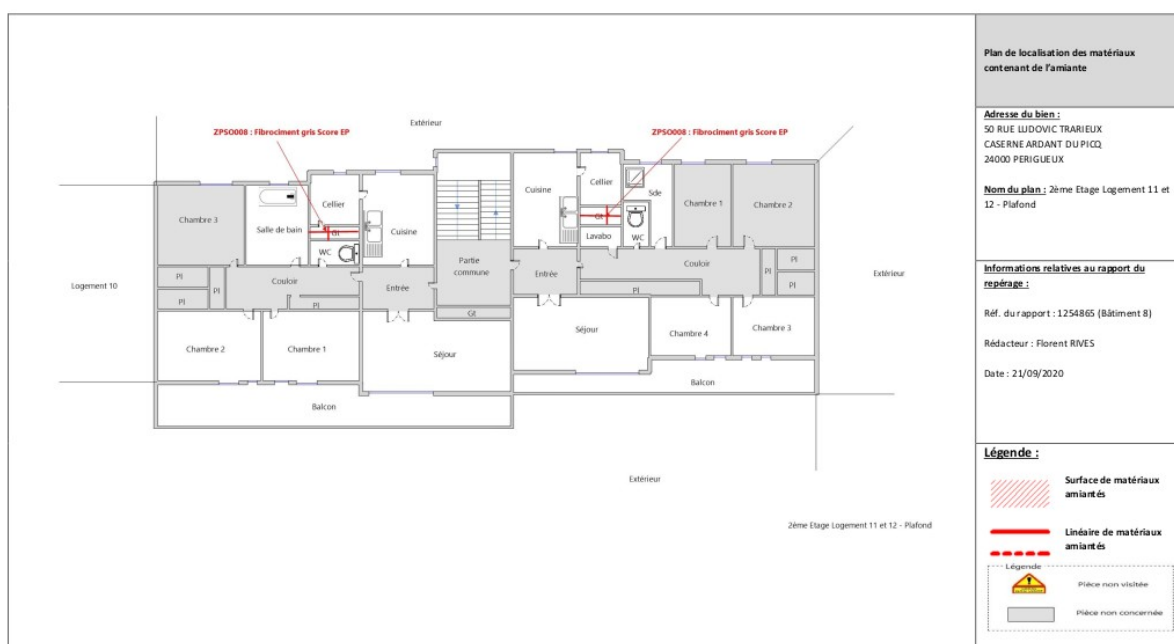 Plan de localisation des matériaux
contenant de l'amiante
Adresse du bien :
50 RUE LUDOVIC TRARIEUX
CASERNE ARDANT DU PICQ
24000 PERIGUEUX
Nom du plan : 2ème Etage Logement 11 et
12 - Plafond
Informations relatives au rapport du
repérage :
Réf. du rapport : 1254865 (Bâtiment 8)
Rédacteur : Florent RIVES
Date : 21/09/2020
Légende :
Surface de matériaux
amiantés
Linéaire de matériaux
amiantés
Légende
Pièce non visitée
Pièce non concernée
Extérieur
ZPSO008 : Fibrociment gris Score EP
ZPSO008 : Fibrociment gris Score EP
Chambre 3
Salle de bain
Cellier
Gt
WC
Cuisine
Partie
commune
Cuisine
Cellier
Gt
Lavabo
Sde
WC
Chambre 1
Chambre 2
Logement 10
Pl
Pl
Pl
Couloir
Pl
Entrée
Gt
Entrée
Couloir
Pl
Pl
Pl
Pl
Extérieur
Chambre 2
Chambre 1
Séjour
Séjour
Chambre 4
Chambre 3
Balcon
Balcon
Extérieur
2ème Etage Logement 11 et 12 - Plafond